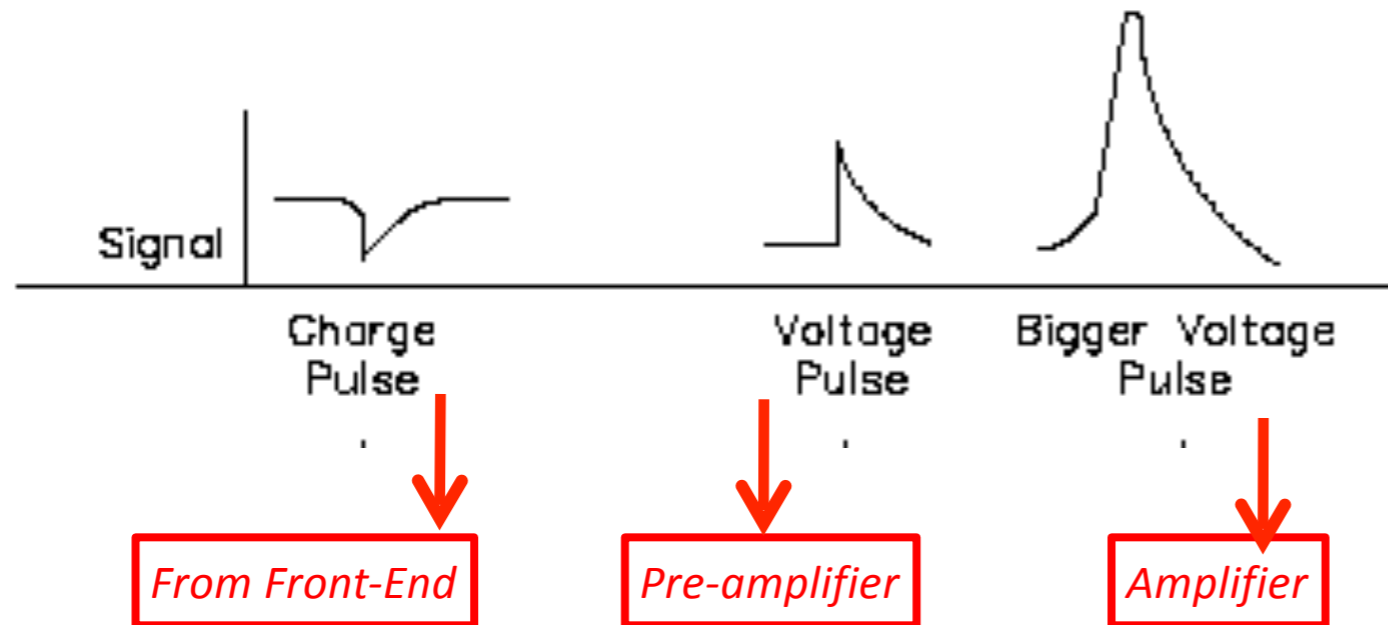 Signal
Charge
Pulse
Voltage
Pulse
Bigger Voltage
Pulse
From Front-End
Pre-amplifier
Amplifier